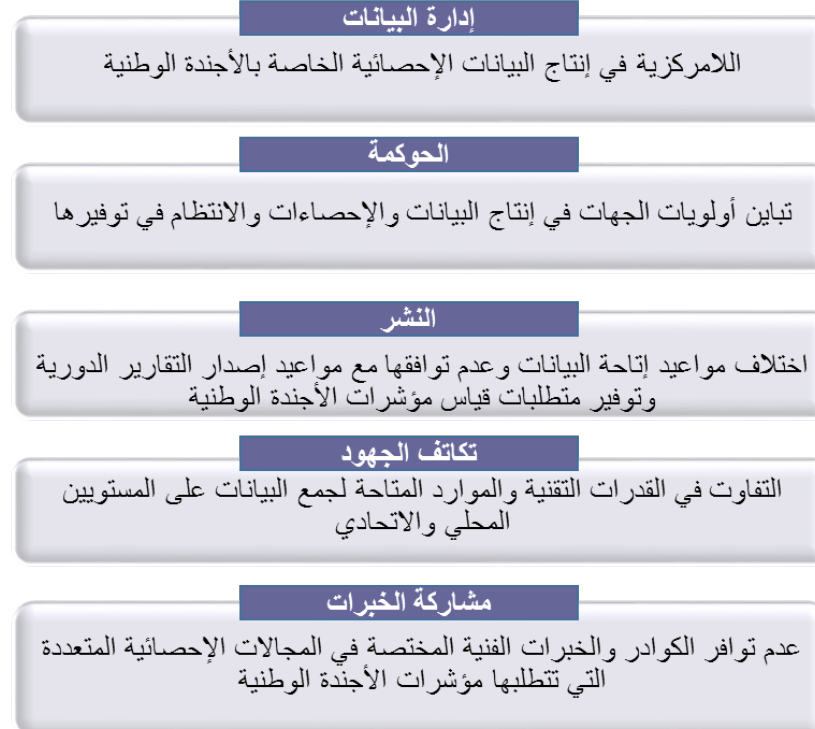 إدارة البيانات
اللامركزية في إنتاج البيانات الإحصائية الخاصة بالأجندة الوطنية
الحوكمة
تباين أولويات الجهات في إنتاج البيانات والإحصاءات والانتظام في توفيرها
النشر
اختلاف مواعيد إتاحة البيانات وعدم توافقها مع مواعيد إصدار التقارير الدورية
وتوفير متطلبات قياس مؤشرات الأجندة الوطنية
تكاتف الجهود
التفاوت في القدرات التقنية والموارد المتاحة لجمع البيانات على المستويين
المحلي والاتحادي
مشاركة الخبرات
عدم توافر الكوادر والخبرات الفنية المختصة في المجالات الإحصائية المتعددة
التي تتطلبها مؤشرات الأجندة الوطنية